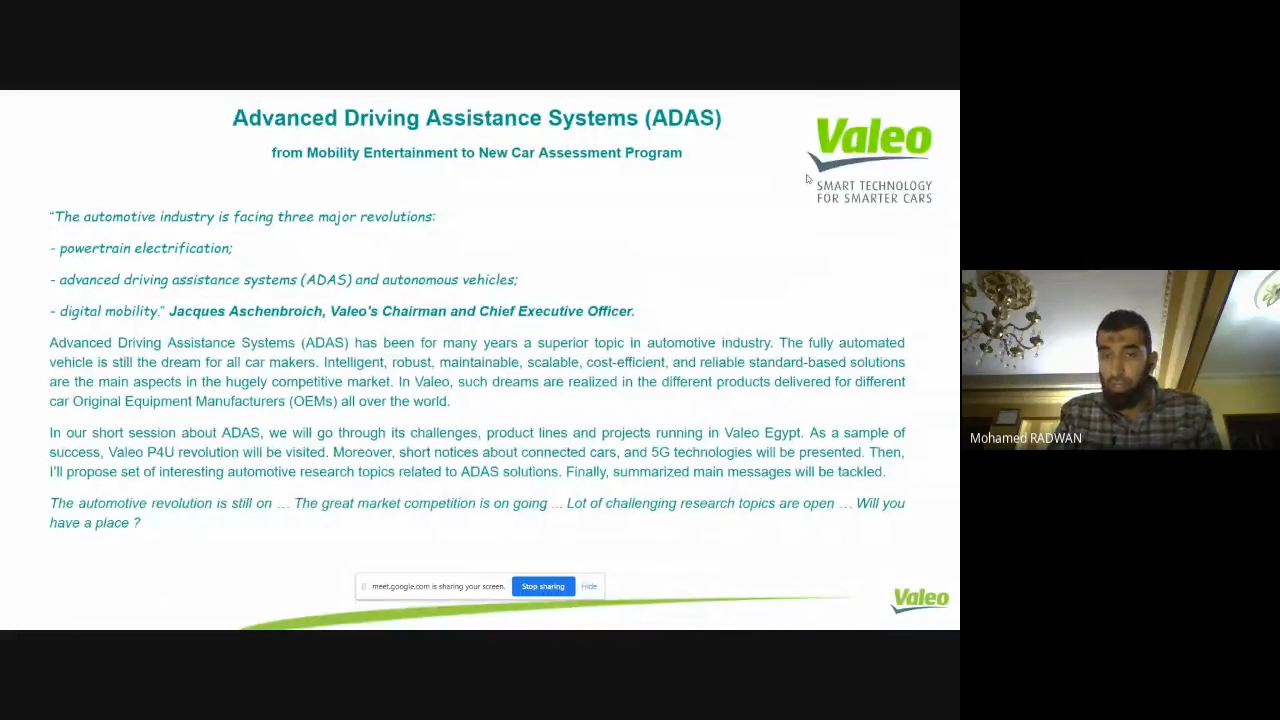 Advanced Driving Assistance Systems (ADAS)
from Mobility Entertainment to New Car Assessment Program
Valeo
SMART TECHNOLOGY
FOR SMARTER CARS
"The automotive industry is facing three major revolutions:
- powertrain electrification;
- advanced driving assistance systems (ADAS) and autonomous vehicles;
- digital mobility." Jacques Aschenbroich, Valeo's Chairman and Chief Executive Officer.
Advanced Driving Assistance Systems (ADAS) has been for many years a superior topic in automotive industry. The fully automated
vehicle is still the dream for all car makers. Intelligent, robust, maintainable, scalable, cost-efficient, and reliable standard-based solutions
are the main aspects in the hugely competitive market. In Valeo, such dreams are realized in the different products delivered for different
car Original Equipment Manufacturers (OEMs) all over the world.
In our short session about ADAS, we will go through its challenges, product lines and projects running in Valeo Egypt. As a sample of
success, Valeo P4U revolution will be visited. Moreover, short notices about connected cars, and 5G technologies will be presented. Then,
I'll propose set of interesting automotive research topics related to ADAS solutions. Finally, summarized main messages will be tackled.
The automotive revolution is still on … The great market competition is on going ... Lot of challenging research topics are open … Will you
have a place ?
meet.google.com is sharing your screen. Stop sharing Hide
Valeo
Mohamed RADWAN